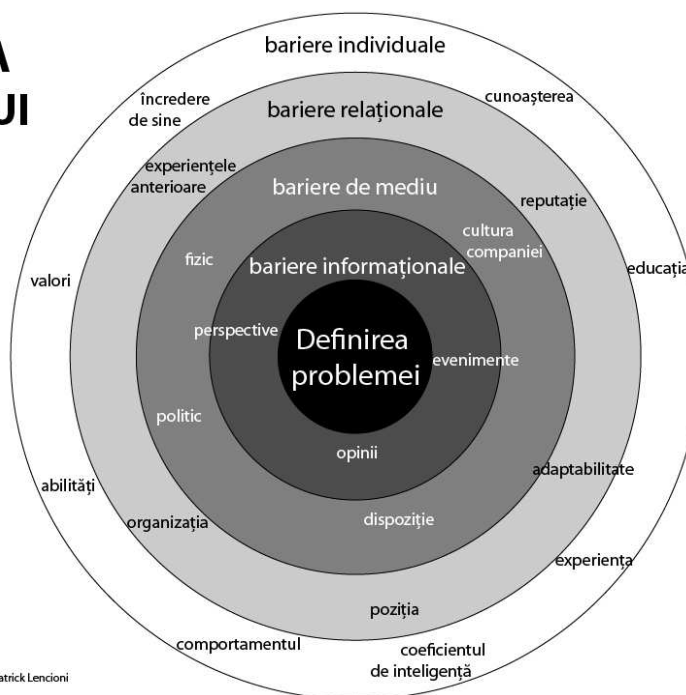 A
UI
bariere individuale
încredere
de sine
cunoașterea
bariere relaționale
experiențele
anterioare
reputație
bariere de mediu
cultura
companiei
fizic
educația
valori
bariere informaționale
perspective
Definirea
problemei
evenimente
politic
opinii
abilități
adaptabilitate
organizația
dispoziție
experiența
poziția
comportamentul
coeficientul
de inteligență
atrick Lencioni